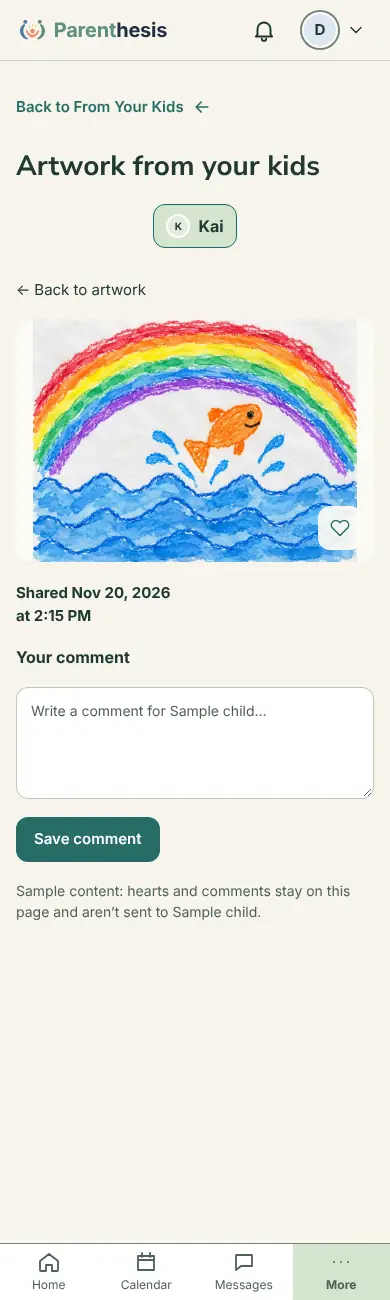 Parenthesis
D
Back to From Your Kids ←
Artwork from your kids
K Kai
← Back to artwork
Shared Nov 20, 2026
at 2:15 PM
Your comment
Write a comment for Sample child...
Save comment
Sample content: hearts and comments stay on this
page and aren’t sent to Sample child.
Home Calendar Messages More